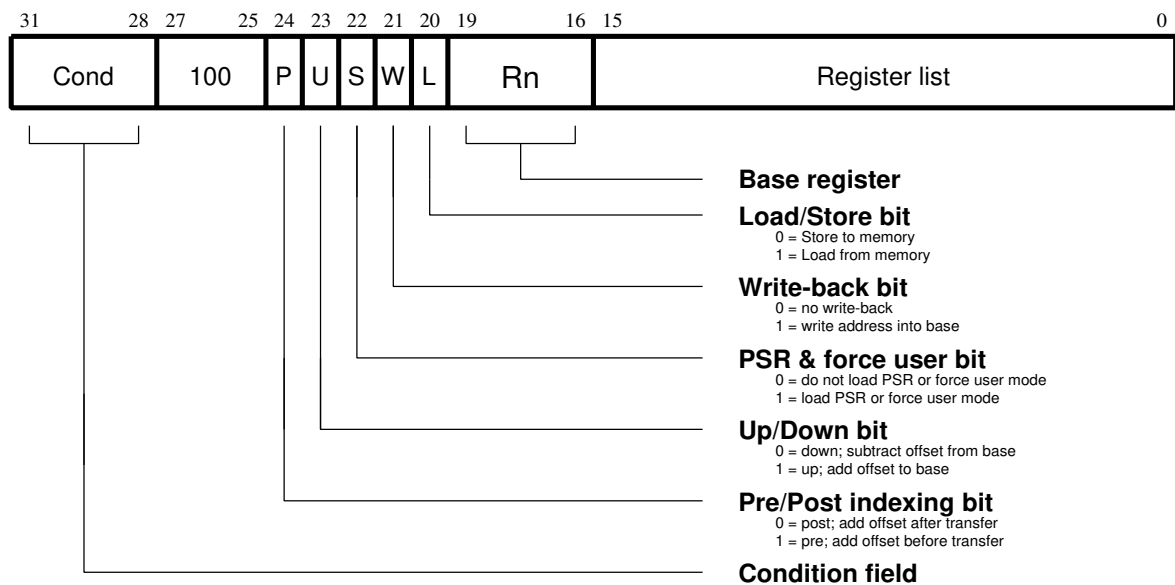 31 28 27 25 24 23 22 21 20 19 16 15 0
Cond 100 P U S W L Rn Register list
Base register
Load/Store bit
0 = Store to memory
1 = Load from memory
Write-back bit
0 = no write-back
1 = write address into base
PSR & force user bit
0 = do not load PSR or force user mode
1 = load PSR or force user mode
Up/Down bit
0 = down; subtract offset from base
1 = up; add offset to base
Pre/Post indexing bit
0 = post; add offset after transfer
1 = pre; add offset before transfer
Condition field